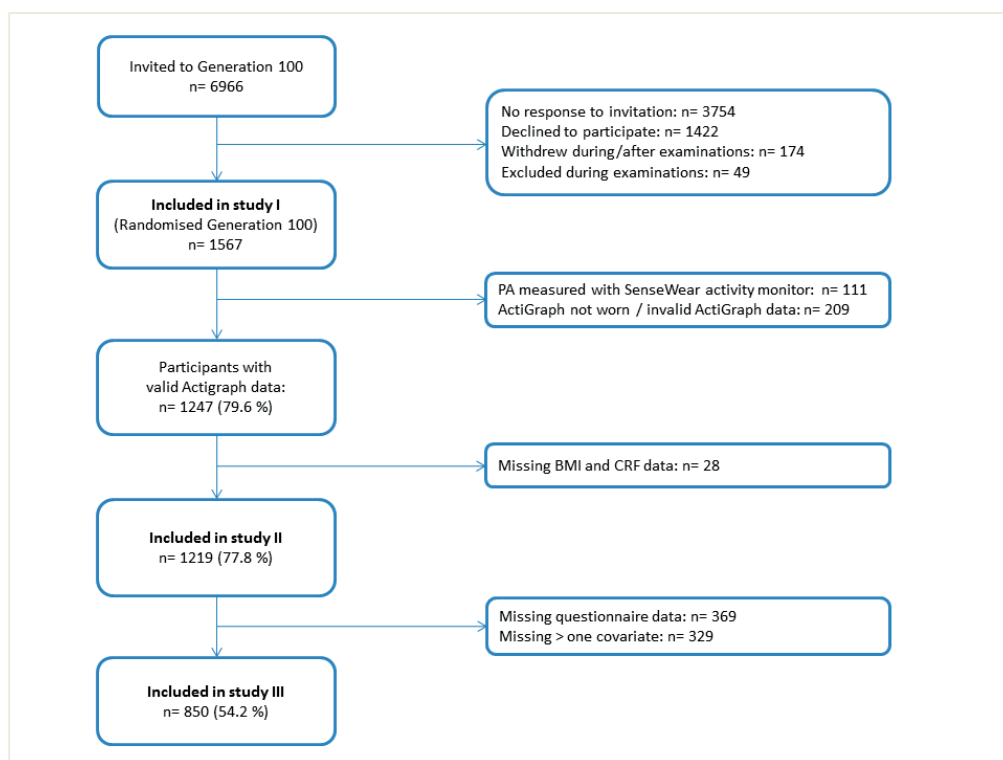 Invited to Generation 100
n= 6966
No response to invitation: n= 3754
Declined to participate: n= 1422
Withdrew during/after examinations: n= 174
Excluded during examinations: n= 49
Included in study I
(Randomised Generation 100)
n= 1567
PA measured with SenseWear activity monitor: n= 111
ActiGraph not worn / invalid ActiGraph data: n= 209
Participants with
valid Actigraph data:
n= 1247 (79.6 %)
Missing BMI and CRF data: n= 28
Included in study II
n= 1219 (77.8 %)
Missing questionnaire data: n= 369
Missing > one covariate: n= 329
Included in study III
n= 850 (54.2 %)